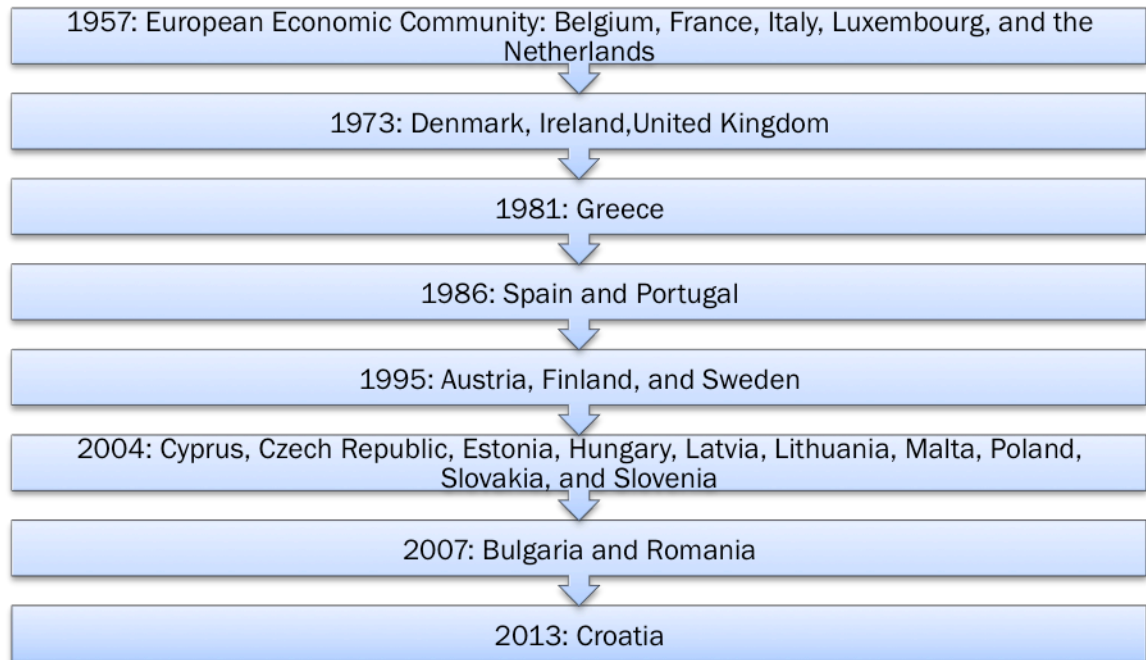 1957: European Economic Community: Belgium, France, Italy, Luxembourg, and the
Netherlands
1973: Denmark, Ireland,United Kingdom
1981: Greece
1986: Spain and Portugal
1995: Austria, Finland, and Sweden
2004: Cyprus, Czech Republic, Estonia, Hungary, Latvia, Lithuania, Malta, Poland,
Slovakia, and Slovenia
2007: Bulgaria and Romania
2013: Croatia